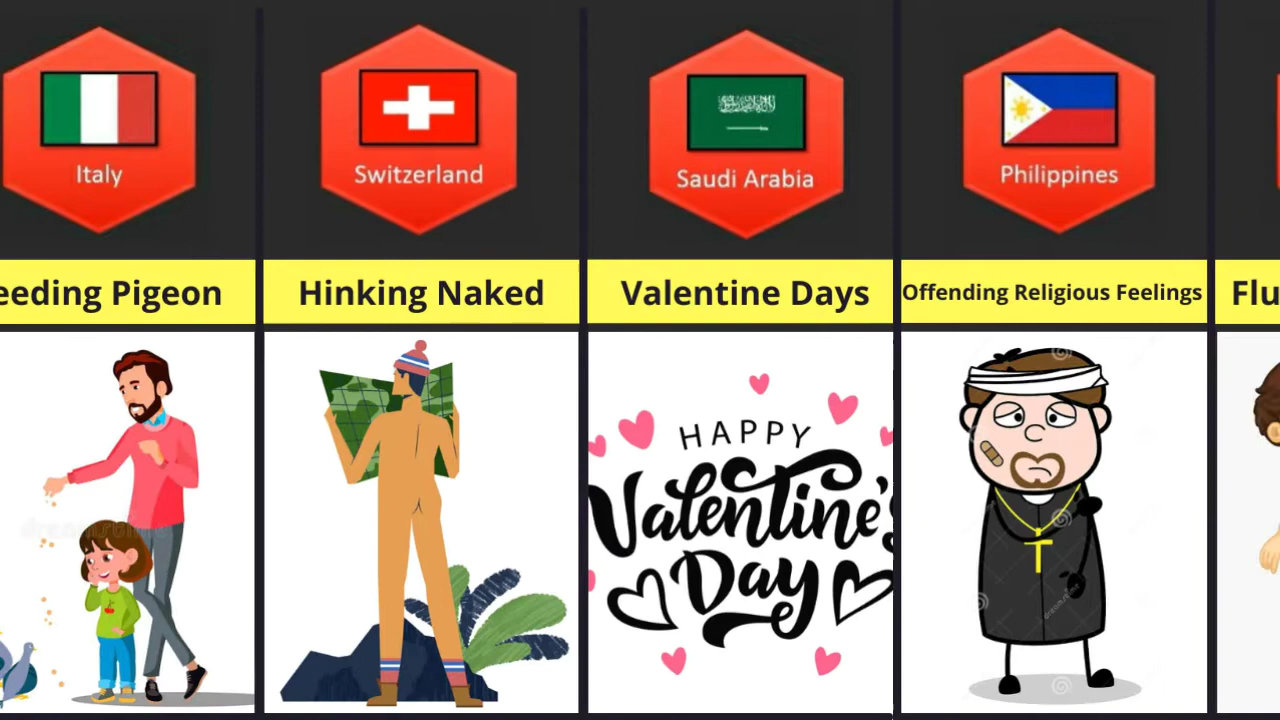 Italy
Switzerland
Saudi Arabia
Philippines
eeding Pigeon
Hinking Naked
Valentine Days
Offending Religious Feelings
Flu
HAPPY
Valentine's
Day